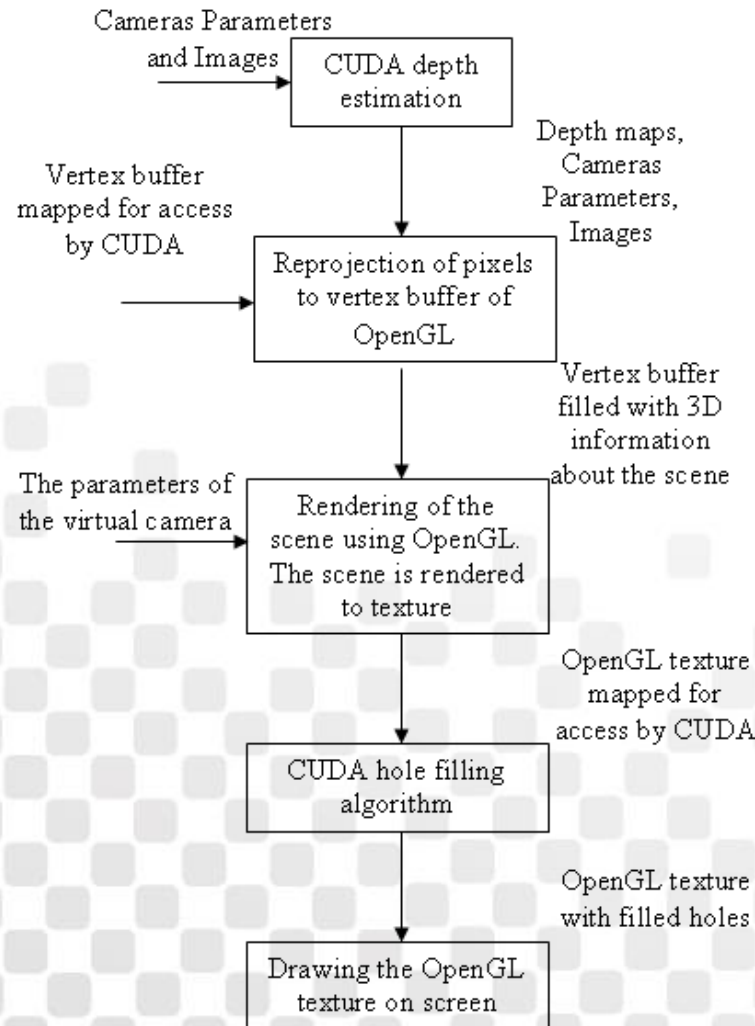 Cameras Parameters
and Images
CUDA depth
estimation
Depth maps,
Cameras
Parameters,
Images
Vertex buffer
mapped for access
by CUDA
Reprojection of pixels
to vertex buffer of
OpenGL
Vertex buffer
filled with 3D
information
about the scene
The parameters of
the virtual camera
Rendering of the
scene using OpenGL.
The scene is rendered
to texture
OpenGL texture
mapped for
access by CUDA
CUDA hole filling
algorithm
OpenGL texture
with filled holes
Drawing the OpenGL
texture on screen